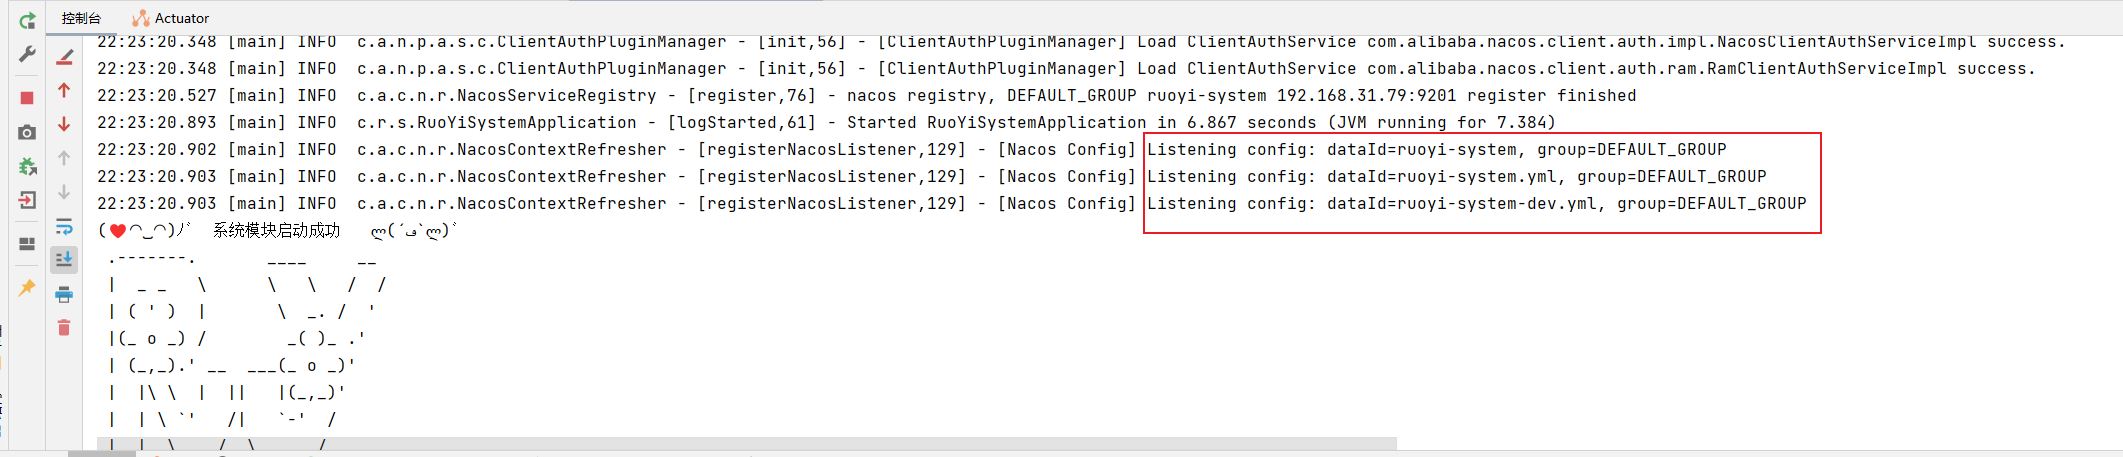 控制台 Actuator
22:23:20.348 [main] INFO  c.a.n.p.a.s.c.ClientAuthPluginManager - [init,56] - [ClientAuthPluginManager] Load ClientAuthService com.alibaba.nacos.client.auth.impl.NacosClientAuthServiceImpl success.
22:23:20.348 [main] INFO  c.a.n.p.a.s.c.ClientAuthPluginManager - [init,56] - [ClientAuthPluginManager] Load ClientAuthService com.alibaba.nacos.client.auth.ram.RamClientAuthServiceImpl success.
22:23:20.527 [main] INFO  c.a.c.n.r.NacosServiceRegistry - [register,76] - nacos registry, DEFAULT_GROUP ruoyi-system 192.168.31.79:9201 register finished
22:23:20.893 [main] INFO  c.r.s.RuoYiSystemApplication - [logStarted,61] - Started RuoYiSystemApplication in 6.867 seconds (JVM running for 7.384)
22:23:20.902 [main] INFO  c.a.c.n.r.NacosContextRefresher - [registerNacosListener,129] - [Nacos Config] Listening config: dataId=ruoyi-system, group=DEFAULT_GROUP
22:23:20.903 [main] INFO  c.a.c.n.r.NacosContextRefresher - [registerNacosListener,129] - [Nacos Config] Listening config: dataId=ruoyi-system.yml, group=DEFAULT_GROUP
22:23:20.903 [main] INFO  c.a.c.n.r.NacosContextRefresher - [registerNacosListener,129] - [Nacos Config] Listening config: dataId=ruoyi-system-dev.yml, group=DEFAULT_GROUP
(♥◠‿◠)ﾉﾞ  系统模块启动成功   ლ(´ڡ`ლ)ﾞ
 .-------.       ____     __
 |  _ _   \      \   \   /  /
 | ( ' )  |       \  _. /  '
 |(_ o _) /        _( )_ .'
 | (_,_).' __  ___(_ o _)'
 |  |\ \  |  ||   |(_,_)'
 |  | \ `'   /|   `-'  /